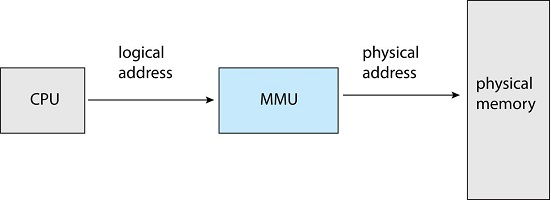 CPU
logical
address
MMU
physical
address
physical
memory